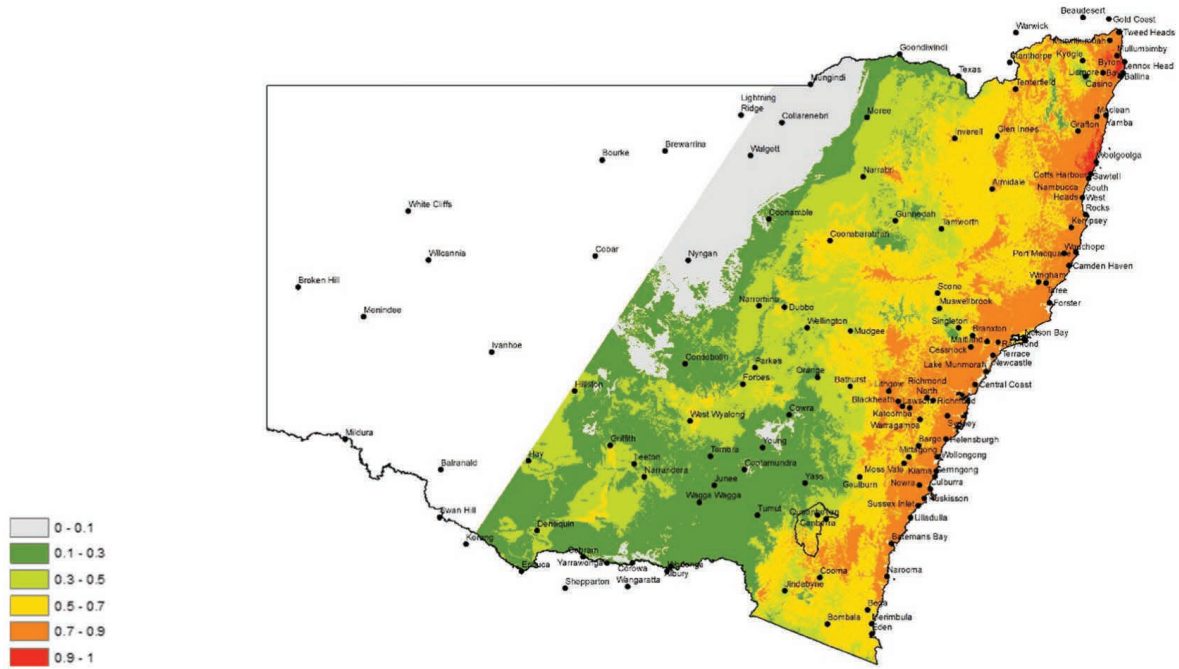 Beaudesert
Gold Coast
Warwick
Tweed Heads
Goondiwindi
Mullumbimby
Kyogle
Stanthorpe
Byron
Lennox Head
Texas
Lismore
Bay
Ballina
Mungindi
Casino
Tenterfield
Lightning
Ridge
Collarenebri
Moree
Maclean
Yamba
Grafton
Inverell
Glen Innes
Brewarrina
Walgett
Bourke
Woolgoolga
Narrabri
Coffs Harbour
Sawtell
Armidale
Nambucca
South
Heads
West
White Cliffs
Rocks
Coonamble
Gunnedah
Tamworth
Kempsey
Coonabarabran
Cobar
Wilcannia
Nyngan
Port Macquarie
Wauchope
Camden Haven
Broken Hill
Wingham
Taree
Scone
Narromine
Dubbo
Muswellbrook
Forster
Menindee
Wellington
Mudgee
Singleton
Branxton
Nelson Bay
Maitland
Cessnock
Terrace
Ivanhoe
Condobolin
Parkes
Lake Munmorah
Newcastle
Orange
Forbes
Bathurst
Lithgow
Richmond
North
Central Coast
Hillston
Blackheath
Lawson
Richmond
Katoomba
Cowra
West Wyalong
Warragamba
Sydney
Mildura
Griffith
Young
Bargo
Helensburgh
Hay
Leeton
Temora
Mittagong
Wollongong
Balranald
Narrandera
Cootamundra
Moss Vale
Kiama
Gerringong
Junee
Yass
Goulburn
Nowra
Culburra
Wagga Wagga
Huskisson
Swan Hill
Tumut
Queanbeyan
Sussex Inlet
Canberra
Ulladulla
0 - 0.1
Deniliquin
Kerang
Batemans Bay
0.1 - 0.3
Cobram
Yarrawonga
Corowa
Echuca
Albury
Cooma
Narooma
0.3 - 0.5
Shepparton
Wangaratta
Jindabyne
0.5 - 0.7
Bega
Bombala
Merimbula
Eden
0.7 - 0.9
0.9 - 1